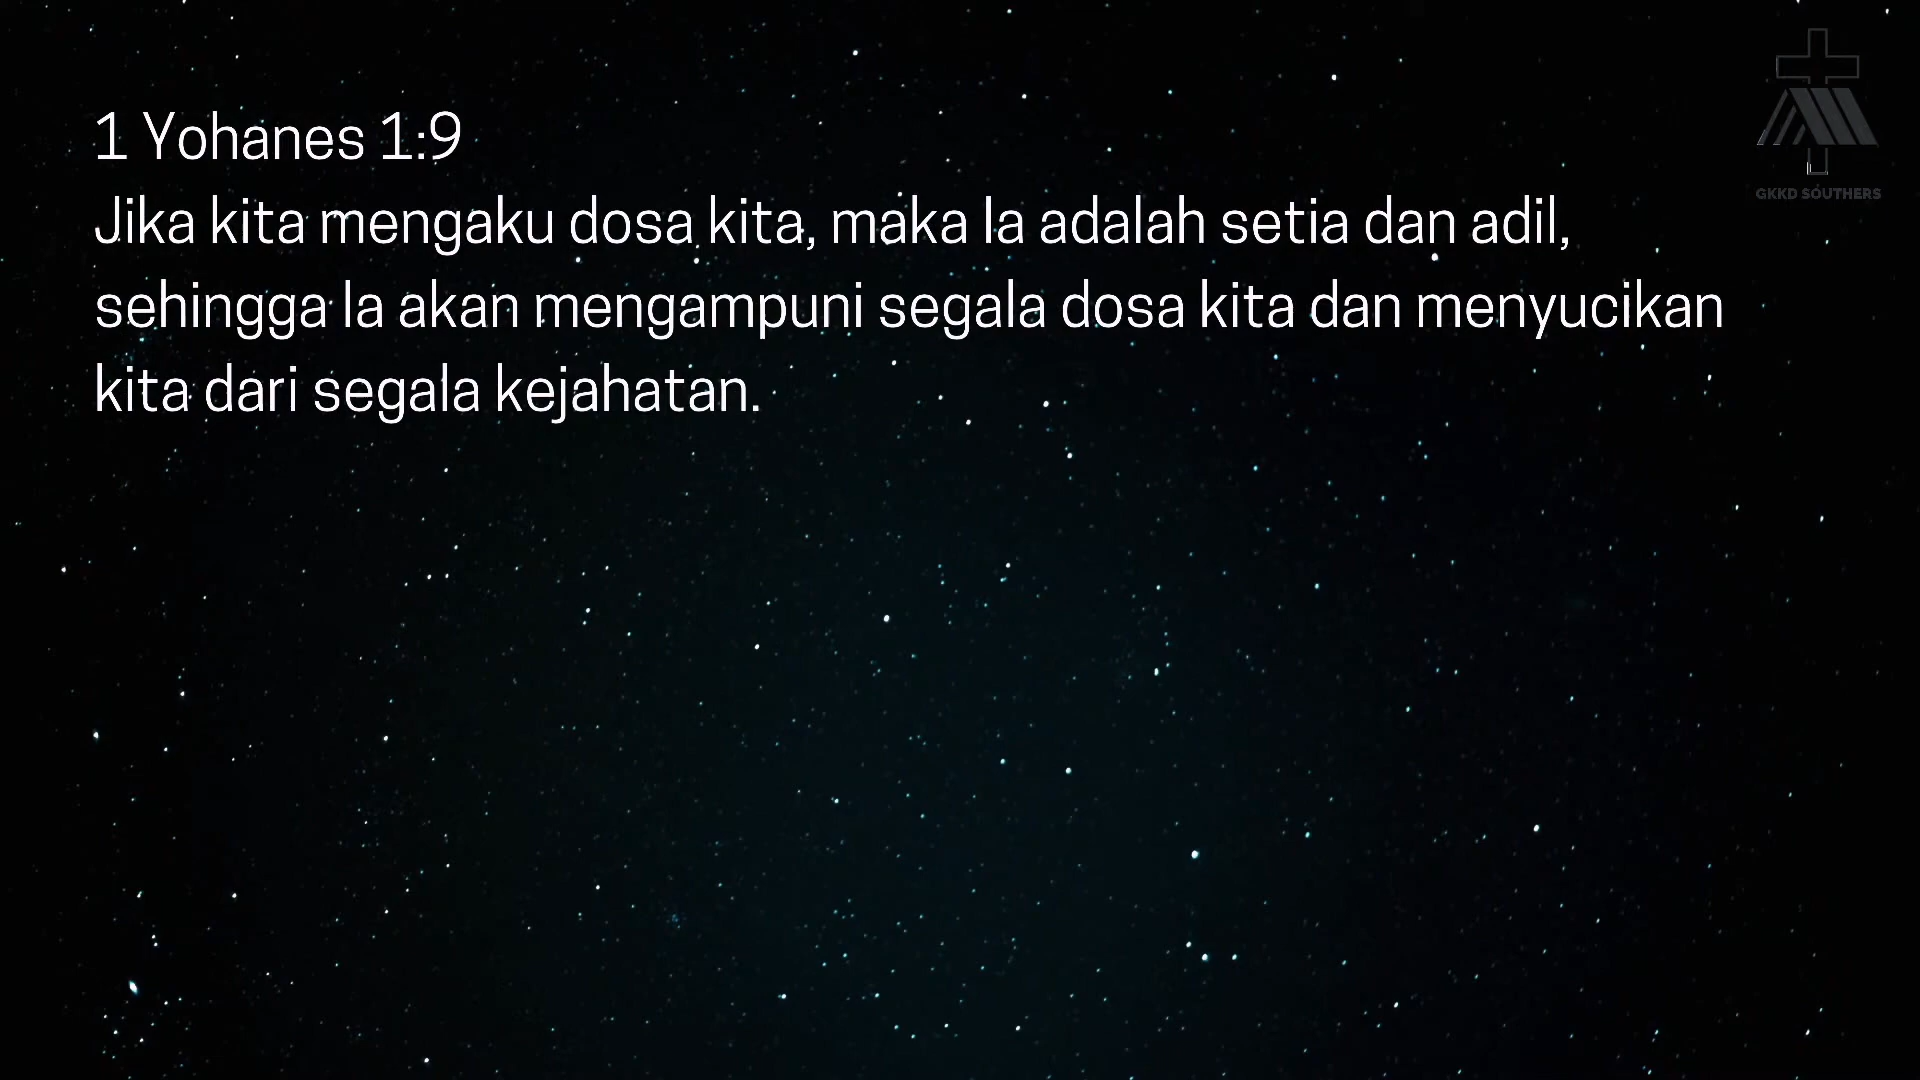 1 Yohanes 1:9
Jika kita mengaku dosa kita, maka Ia adalah setia dan adil,
sehingga Ia akan mengampuni segala dosa kita dan menyucikan
kita dari segala kejahatan.
GKKD SOUTHERS